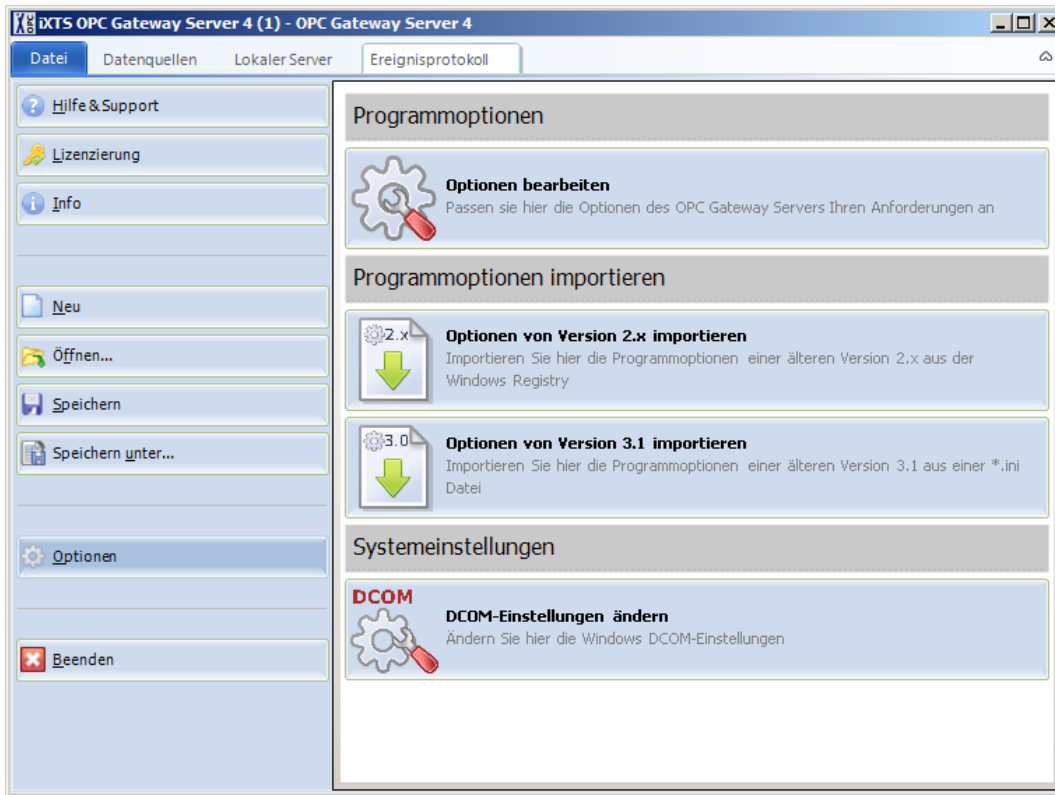 iXTS OPC Gateway Server 4 (1) - OPC Gateway Server 4
Datei Datenquellen Lokaler Server Ereignisprotokoll
Hilfe & Support
Lizenzierung
Info
Neu
Öffnen...
Speichern
Speichern unter...
Optionen
Beenden
Programmoptionen
Optionen bearbeiten
Passen sie hier die Optionen des OPC Gateway Servers Ihren Anforderungen an
Programmoptionen importieren
2.x
Optionen von Version 2.x importieren
Importieren Sie hier die Programmoptionen einer älteren Version 2.x aus der
Windows Registry
3.0
Optionen von Version 3.1 importieren
Importieren Sie hier die Programmoptionen einer älteren Version 3.1 aus einer *.ini
Datei
Systemeinstellungen
DCOM
DCOM-Einstellungen ändern
Ändern Sie hier die Windows DCOM-Einstellungen